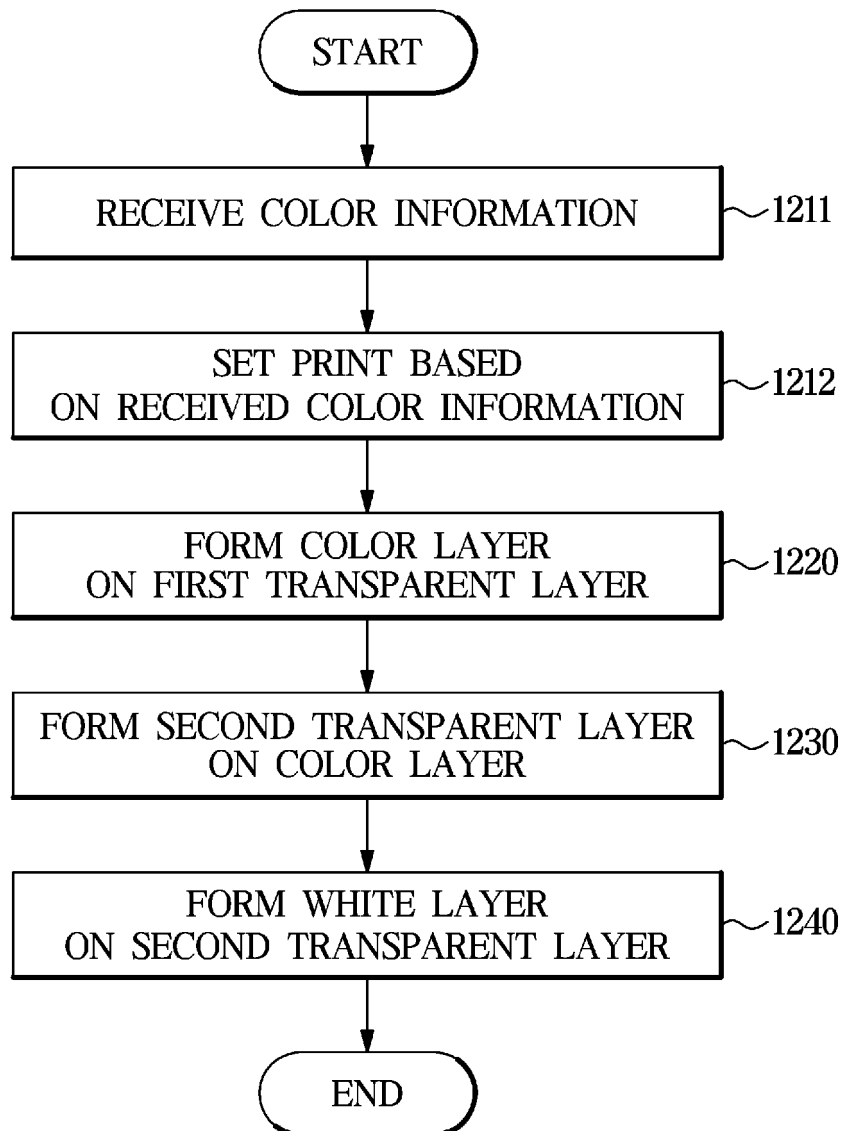 START
RECEIVE COLOR INFORMATION
1211
SET PRINT BASED
ON RECEIVED COLOR INFORMATION
1212
FORM COLOR LAYER
ON FIRST TRANSPARENT LAYER
1220
FORM SECOND TRANSPARENT LAYER
ON COLOR LAYER
1230
FORM WHITE LAYER
ON SECOND TRANSPARENT LAYER
1240
END